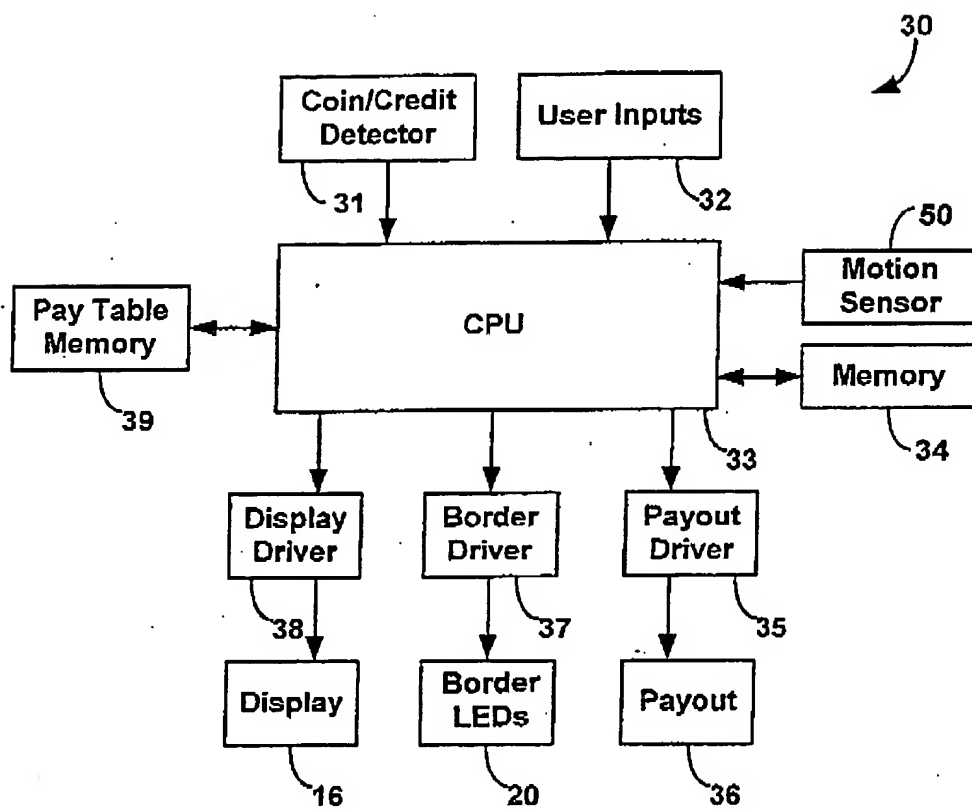 30
Coin/Credit
Detector
User Inputs
31
32
50
Motion
Sensor
Pay Table
Memory
CPU
Memory
39
33
34
Display
Driver
Border
Driver
Payout
Driver
38
37
35
Display
Border
LEDs
Payout
16
20
36